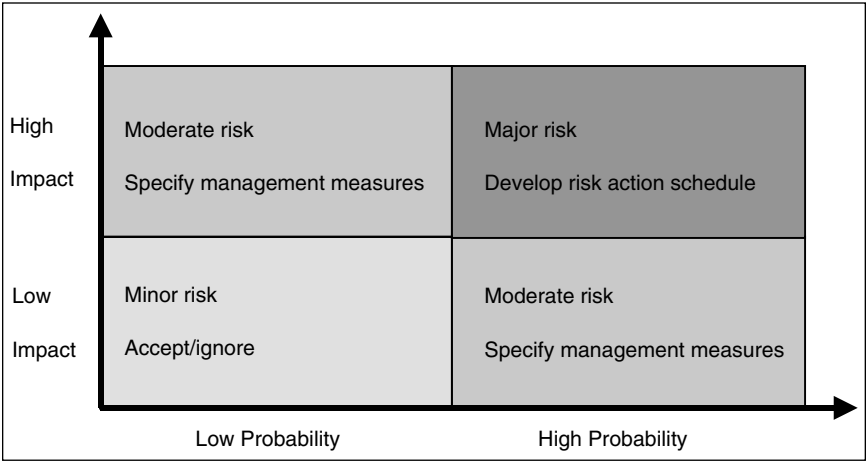 High
Impact
Moderate risk
Specify management measures
Major risk
Develop risk action schedule
Low
Impact
Minor risk
Accept/ignore
Moderate risk
Specify management measures
Low Probability
High Probability